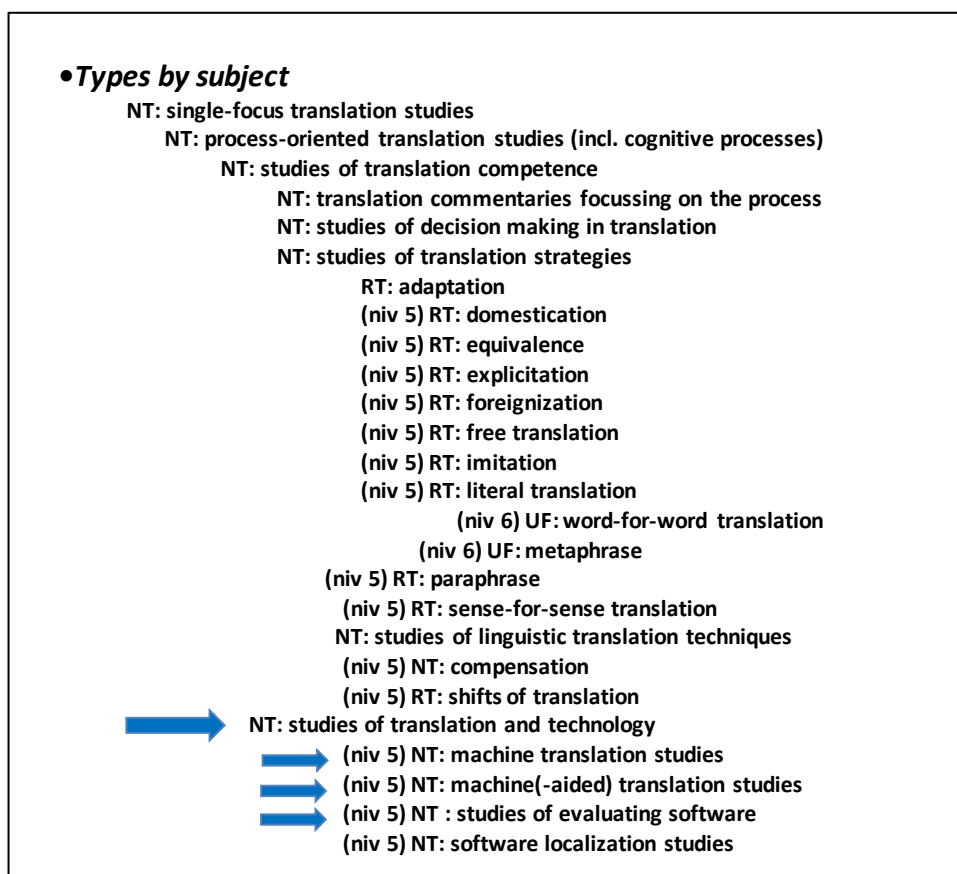 •Types by subject
NT: single-focus translation studies
NT: process-oriented translation studies (incl. cognitive processes)
NT: studies of translation competence
NT: translation commentaries focussing on the process
NT: studies of decision making in translation
NT: studies of translation strategies
RT: adaptation
(niv 5) RT: domestication
(niv 5) RT: equivalence
(niv 5) RT: explicitation
(niv 5) RT: foreignization
(niv 5) RT: free translation
(niv 5) RT: imitation
(niv 5) RT: literal translation
(niv 6) UF: word-for-word translation
(niv 6) UF: metaphrase
(niv 5) RT: paraphrase
(niv 5) RT: sense-for-sense translation
NT: studies of linguistic translation techniques
(niv 5) NT: compensation
(niv 5) RT: shifts of translation
NT: studies of translation and technology
(niv 5) NT: machine translation studies
(niv 5) NT: machine(-aided) translation studies
(niv 5) NT : studies of evaluating software
(niv 5) NT: software localization studies